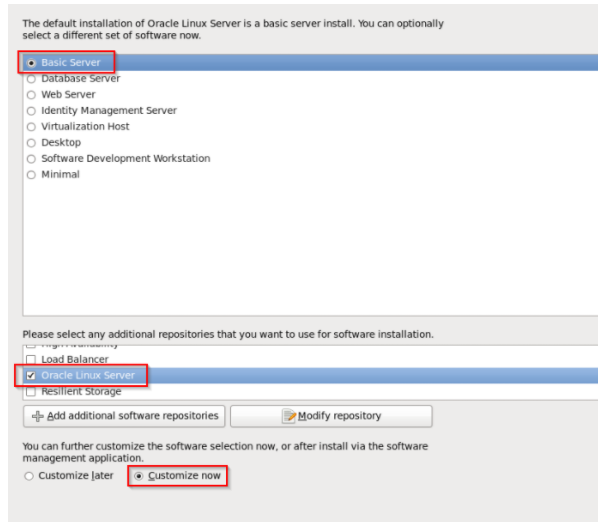 The default installation of Oracle Linux Server is a basic server install. You can optionally
select a different set of software now.
Basic Server
Database Server
Web Server
Identity Management Server
Virtualization Host
Desktop
Software Development Workstation
Minimal
Please select any additional repositories that you want to use for software installation.
High Availability
Load Balancer
Oracle Linux Server
Resilient Storage
Add additional software repositories
Modify repository
You can further customize the software selection now, or after install via the software
management application.
Customize later
Customize now